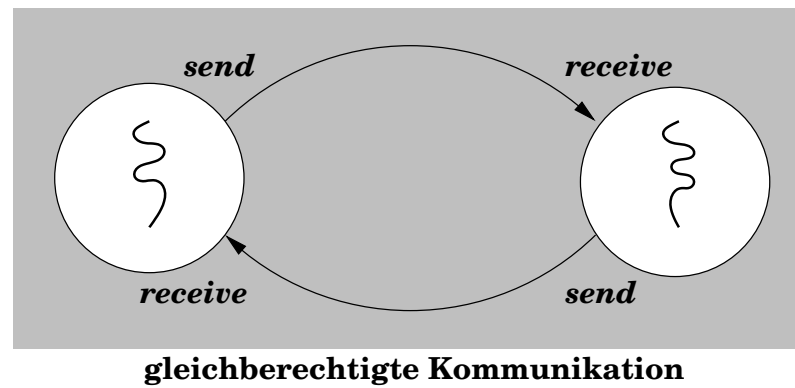 send receive
receive send
gleichberechtigte Kommunikation